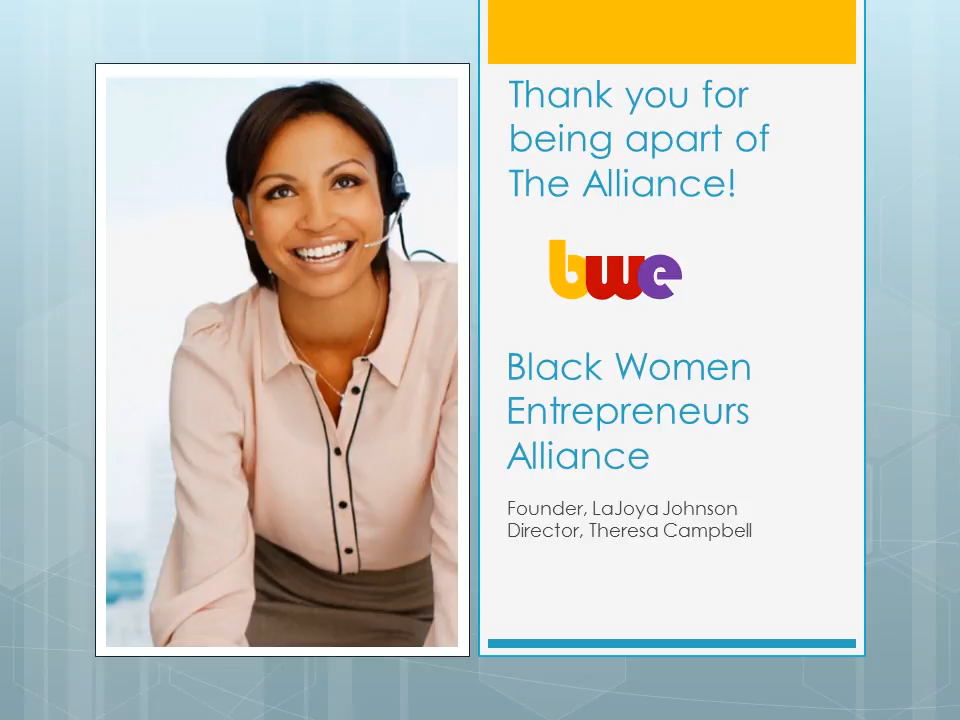 Thank you for
being apart of
The Alliance!
bwe
Black Women
Entrepreneurs
Alliance
Founder, LaJoya Johnson
Director, Theresa Campbell